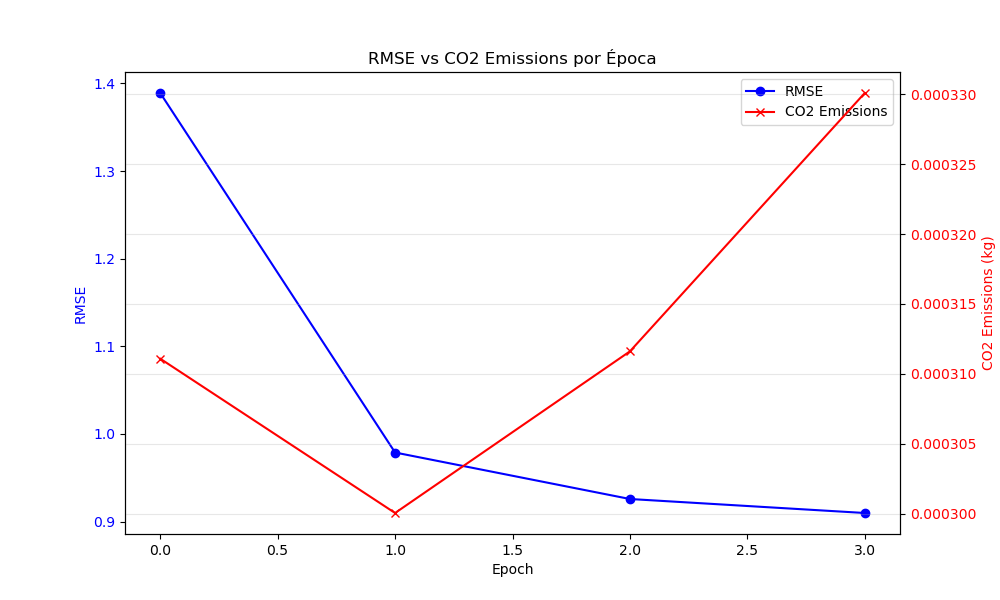 RMSE vs CO2 Emissions por Época
RMSE
CO2 Emissions
1.4
1.3
1.2
1.1
1.0
0.9
RMSE
0.000330
0.000325
0.000320
0.000315
0.000310
0.000305
0.000300
CO2 Emissions (kg)
0.0 0.5 1.0 1.5 2.0 2.5 3.0
Epoch